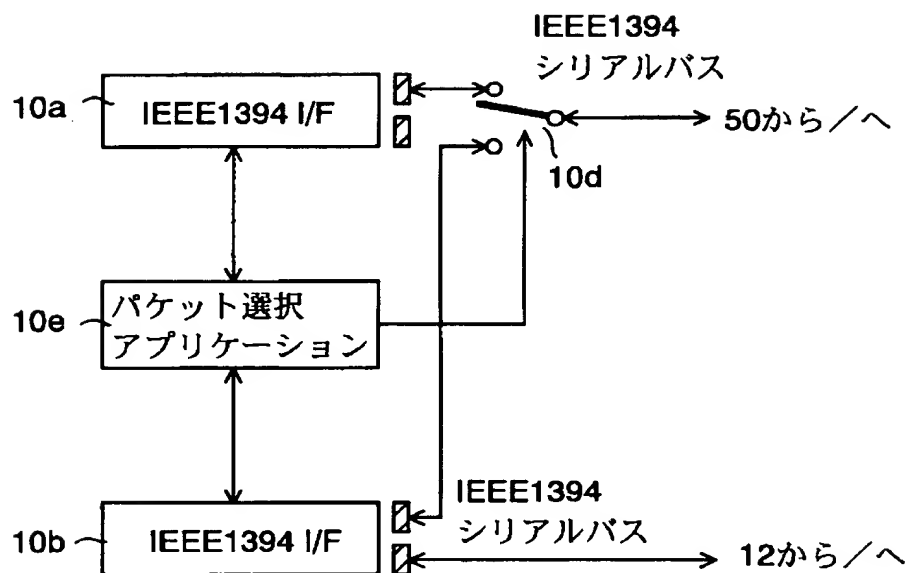 IEEE1394
シリアルバス
10a
IEEE1394 I/F
50から／へ
10d
10e
パケット選択
アプリケーション
IEEE1394
シリアルバス
10b
IEEE1394 I/F
12から／へ